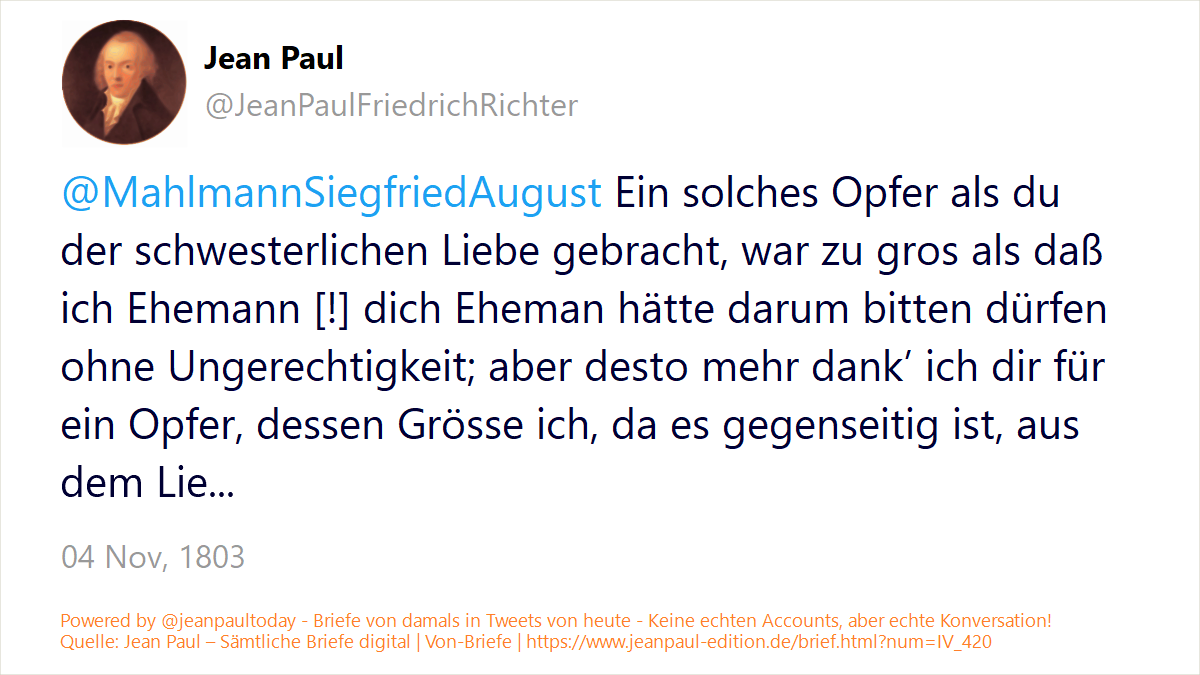 Jean Paul
@JeanPaulFriedrichRichter
@MahlmannSiegfriedAugust Ein solches Opfer als du
der schwesterlichen Liebe gebracht, war zu gros als daß
ich Ehemann [!] dich Eheman hätte darum bitten dürfen
ohne Ungerechtigkeit; aber desto mehr dank’ ich dir für
ein Opfer, dessen Grösse ich, da es gegenseitig ist, aus
dem Lie...
04 Nov, 1803
Powered by @jeanpaultoday - Briefe von damals in Tweets von heute - Keine echten Accounts, aber echte Konversation!
Quelle: Jean Paul – Sämtliche Briefe digital | Von-Briefe | https://www.jeanpaul-edition.de/brief.html?num=IV_420